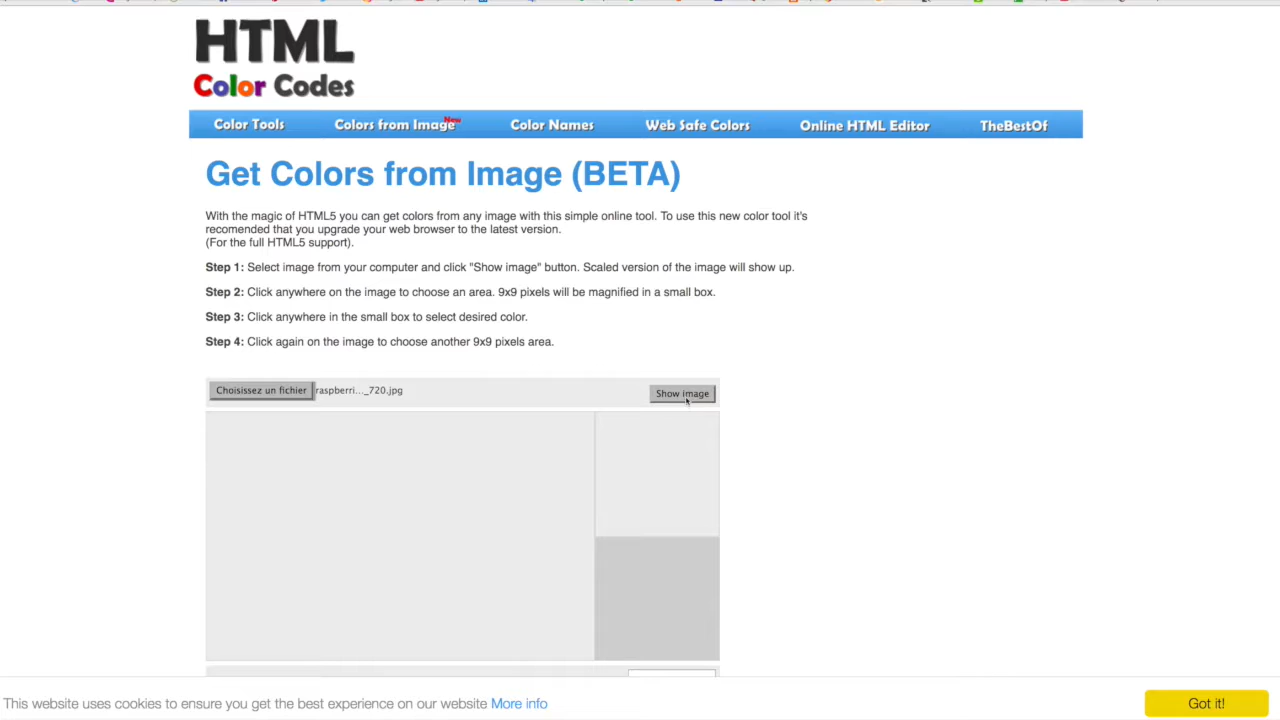 HTML
Color Codes
Color Tools
Colors from Image New
Color Names
Web Safe Colors
Online HTML Editor
TheBestOf
Get Colors from Image (BETA)
With the magic of HTML5 you can get colors from any image with this simple online tool. To use this new color tool it's
recomended that you upgrade your web browser to the latest version.
(For the full HTML5 support).
Step 1: Select image from your computer and click "Show image" button. Scaled version of the image will show up.
Step 2: Click anywhere on the image to choose an area. 9x9 pixels will be magnified in a small box.
Step 3: Click anywhere in the small box to select desired color.
Step 4: Click again on the image to choose another 9x9 pixels area.
Choisissez un fichier raspberri..._720.jpg
Show image
This website uses cookies to ensure you get the best experience on our website More info
Got it!